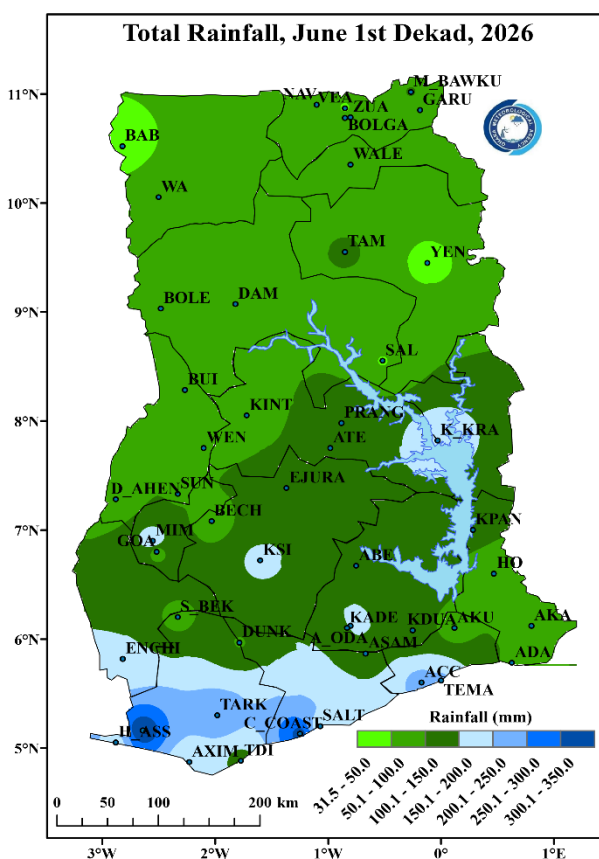 Total Rainfall, June 1st Dekad, 2026
M_BAWKU
NAV VEA
ZUA
GARU
11°N
BOLGA
BAB
WALE
WA
10°N
TAM
YEN
BOLE
DAM
9°N
SAL
BUI
KINT
PRANG
8°N
K_KRA
WEN
ATE
EJURA
D_AHEN
SUN
BECH
KPAN
7°N
MIM
GOA
KSI
ABE
HO
S_BEK
KADE
KDUA
AKU
AKA
6°N
DUNK
A_ODA
ASAM
ENCHI
ADA
ACC
TEMA
TARK
C_COAST
SALT
Rainfall (mm)
H_ASS
5°N
AXIM
TDI
31.5 - 50.0
50.1 - 100.0
100.1 - 150.0
150.1 - 200.0
200.1 - 250.0
250.1 - 300.0
300.1 - 350.0
0 50 100 200 km
3°W 2°W 1°W 0° 1°E